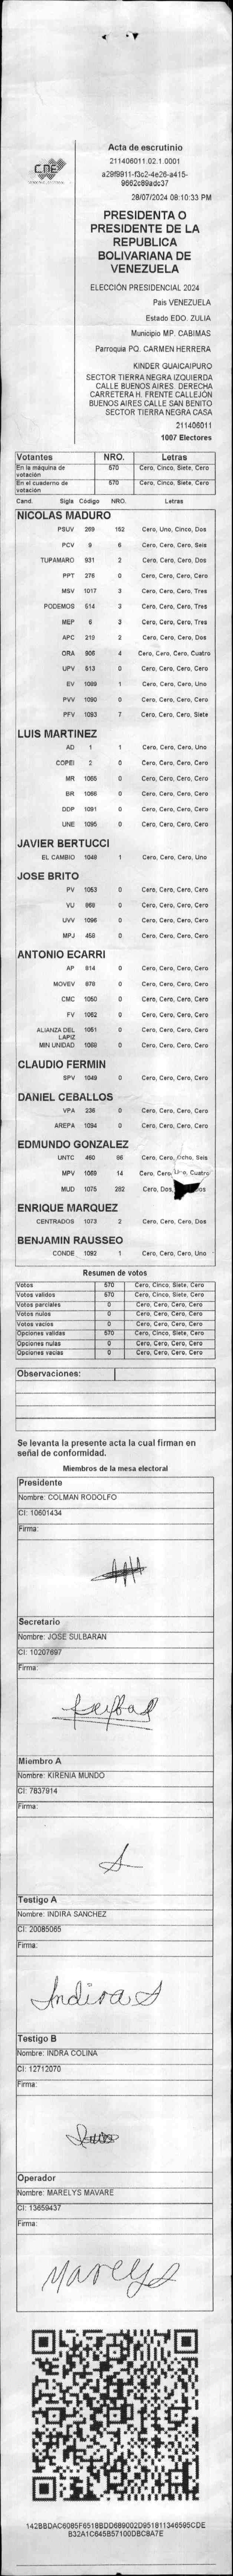 CNE
Acta de escrutinio
211406011.02.1.0001
a29f9911-f3c2-4e26-a415-
9662c89adc37
28/07/2024 08:10:33 PM
PRESIDENTA O
PRESIDENTE DE LA
REPUBLICA
BOLIVARIANA DE
VENEZUELA
ELECCIÓN PRESIDENCIAL 2024
Pais VENEZUELA
Estado EDO. ZULIA
Municipio MP. CABIMAS
Parroquia PQ. CARMEN HERRERA
KINDER GUAICAIPURO
SECTOR TIERRA NEGRA IZQUIERDA
CALLE BUENOS AIRES. DERECHA
CARRETERA H. FRENTE CALLEJÓN
BUENOS AIRES CALLE SAN BENITO
SECTOR TIERRA NEGRA CASA
211406011
1007 Electores
Votantes NRO. Letras
En la máquina de votación 570 Cero, Cinco, Siete, Cero
En el cuaderno de votación 570 Cero, Cinco, Siete, Cero
Cand. Sigla Código NRO. Letras
NICOLAS MADURO
PSUV 269 152 Cero, Uno, Cinco, Dos
PCV 9 6 Cero, Cero, Cero, Seis
TUPAMARO 931 2 Cero, Cero, Cero, Dos
PPT 276 0 Cero, Cero, Cero, Cero
MSV 1017 3 Cero, Cero, Cero, Tres
PODEMOS 514 3 Cero, Cero, Cero, Tres
MEP 6 3 Cero, Cero, Cero, Tres
APC 219 2 Cero, Cero, Cero, Dos
ORA 905 4 Cero, Cero, Cero, Cuatro
UPV 513 0 Cero, Cero, Cero, Cero
EV 1089 1 Cero, Cero, Cero, Uno
PVV 1090 0 Cero, Cero, Cero, Cero
PFV 1093 7 Cero, Cero, Cero, Siete
LUIS MARTINEZ
AD 1 1 Cero, Cero, Cero, Uno
COPEI 2 0 Cero, Cero, Cero, Cero
MR 1065 0 Cero, Cero, Cero, Cero
BR 1066 0 Cero, Cero, Cero, Cero
DDP 1091 0 Cero, Cero, Cero, Cero
UNE 1095 0 Cero, Cero, Cero, Cero
JAVIER BERTUCCI
EL CAMBIO 1048 1 Cero, Cero, Cero, Uno
JOSE BRITO
PV 1053 0 Cero, Cero, Cero, Cero
VU 968 0 Cero, Cero, Cero, Cero
UVV 1096 0 Cero, Cero, Cero, Cero
MPJ 458 0 Cero, Cero, Cero, Cero
ANTONIO ECARRI
AP 814 0 Cero, Cero, Cero, Cero
MOVEV 978 0 Cero, Cero, Cero, Cero
CMC 1050 0 Cero, Cero, Cero, Cero
FV 1052 0 Cero, Cero, Cero, Cero
ALIANZA DEL LAPIZ 1051 0 Cero, Cero, Cero, Cero
MIN UNIDAD 1069 0 Cero, Cero, Cero, Cero
CLAUDIO FERMIN
SPV 1049 0 Cero, Cero, Cero, Cero
DANIEL CEBALLOS
VPA 236 0 Cero, Cero, Cero, Cero
AREPA 1094 0 Cero, Cero, Cero, Cero
EDMUNDO GONZALEZ
UNTC 460 86 Cero, Cero, Ocho, Seis
MPV 1069 14 Cero, Cero, Cuatro
MUD 1075 282 Cero, Dos,
ENRIQUE MARQUEZ
CENTRADOS 1073 2 Cero, Cero, Cero, Dos
BENJAMIN RAUSSEO
CONDE 1092 1 Cero, Cero, Cero, Uno
Resumen de votos
Votos 570 Cero, Cinco, Siete, Cero
Votos validos 570 Cero, Cinco, Siete, Cero
Votos parciales 0 Cero, Cero, Cero, Cero
Votos nulos 0 Cero, Cero, Cero, Cero
Votos vacios 0 Cero, Cero, Cero, Cero
Opciones validas 570 Cero, Cinco, Siete, Cero
Opciones nulas 0 Cero, Cero, Cero, Cero
Opciones vacias 0 Cero, Cero, Cero, Cero
Observaciones:
Se levanta la presente acta la cual firman en
señal de conformidad.
Miembros de la mesa electoral
Presidente
Nombre: COLMAN RODOLFO
CI: 10601434
Firma:
Secretario
Nombre: JOSE SULBARAN
CI: 10207697
Firma:
Miembro A
Nombre: KIRENIA MUNDO
CI: 7837914
Firma:
Testigo A
Nombre: INDIRA SANCHEZ
CI: 20085065
Firma:
Indira S
Testigo B
Nombre: INDRA COLINA
CI: 12712070
Firma:
Operador
Nombre: MARELYS MAVARE
CI: 13659437
Firma:
Marelys
142BBDAC6085F6518BDD689002D951811346595CDE
B32A1C645B57100DBC8A7E